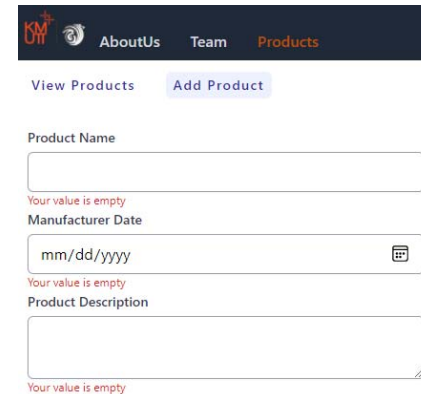 AboutUs Team Products
View Products Add Product
Product Name
Your value is empty
Manufacturer Date
mm/dd/yyyy
Your value is empty
Product Description
Your value is empty